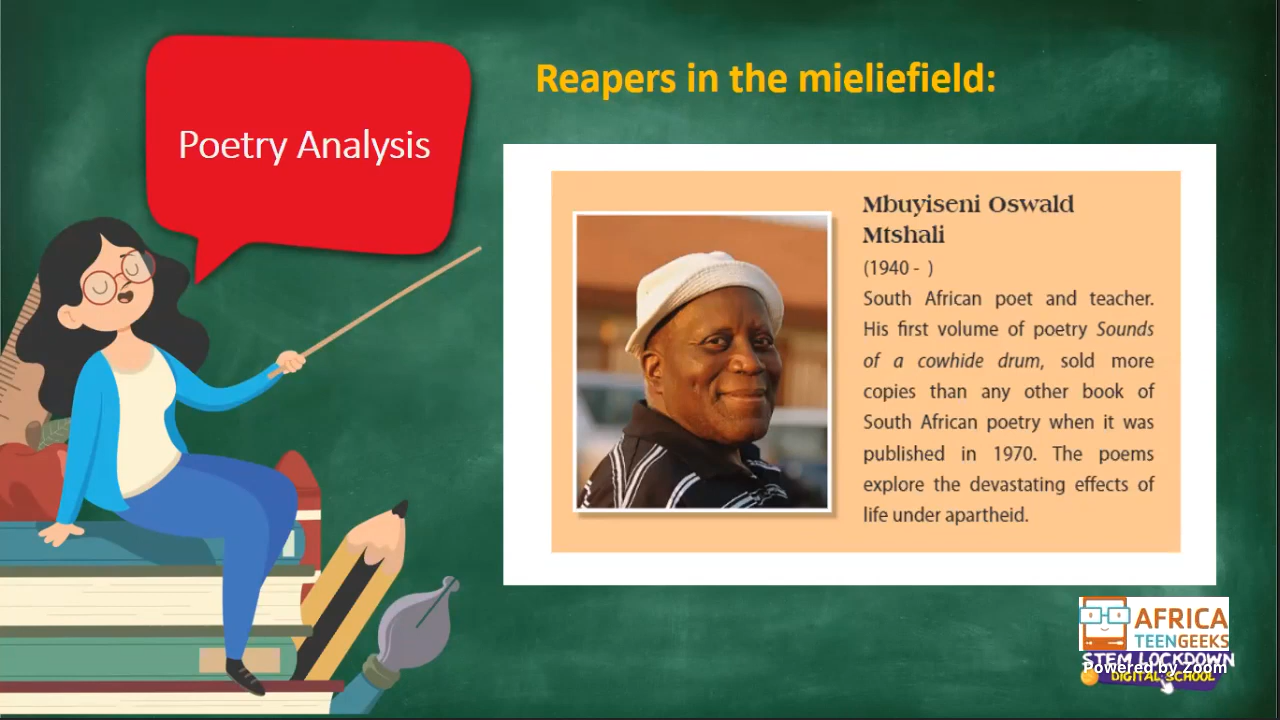 Poetry Analysis
Reapers in the mieliefield:
Mbuyiseni Oswald
Mtshali
(1940 - )
South African poet and teacher.
His first volume of poetry Sounds
of a cowhide drum, sold more
copies than any other book of
South African poetry when it was
published in 1970. The poems
explore the devastating effects of
life under apartheid.
AFRICA
TEENGEEKS
STEM LOCKDOWN
Powered by Zoom
DIGITAL SCHOOL